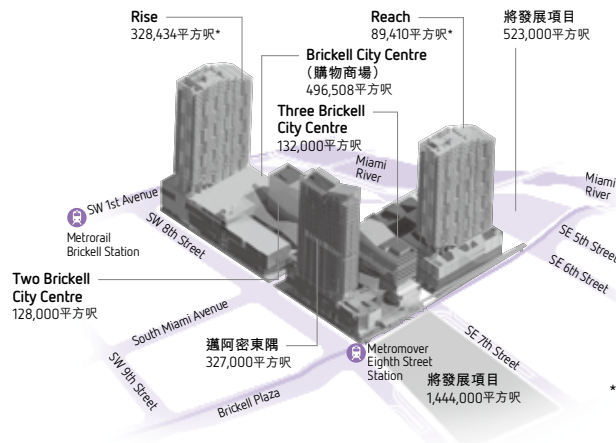 Rise
328,434平方呎*
Reach
89,410平方呎*
將發展項目
523,000平方呎
Brickell City Centre
（購物商場）
496,508平方呎
Three Brickell
City Centre
132,000平方呎
Miami
River
Miami
River
SW 1st Avenue
Metrorail
Brickell Station
SW 8th Street
SE 5th Street
SE 6th Street
Two Brickell
City Centre
128,000平方呎
South Miami Avenue
邁阿密東隅
327,000平方呎
Metromover
Eighth Street
Station
SE 7th Street
SW 9th Street
Brickell Plaza
將發展項目
1,444,000平方呎
*